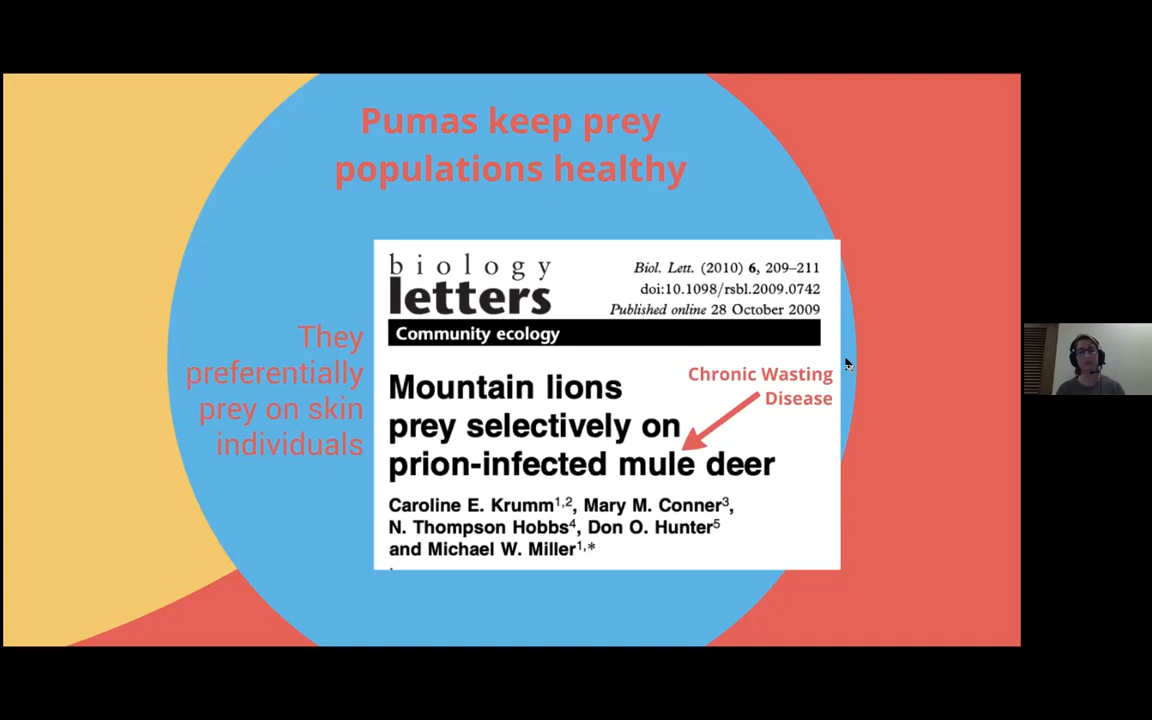 Pumas keep prey
populations healthy
They
preferentially
prey on skin
individuals
biology
letters
Biol. Lett. (2010) 6, 209–211
doi:10.1098/rsbl.2009.0742
Published online 28 October 2009
Community ecology
Mountain lions
prey selectively on
prion-infected mule deer
Chronic Wasting
Disease
Caroline E. Krumm1,2, Mary M. Conner3,
N. Thompson Hobbs4, Don O. Hunter5
and Michael W. Miller1,*